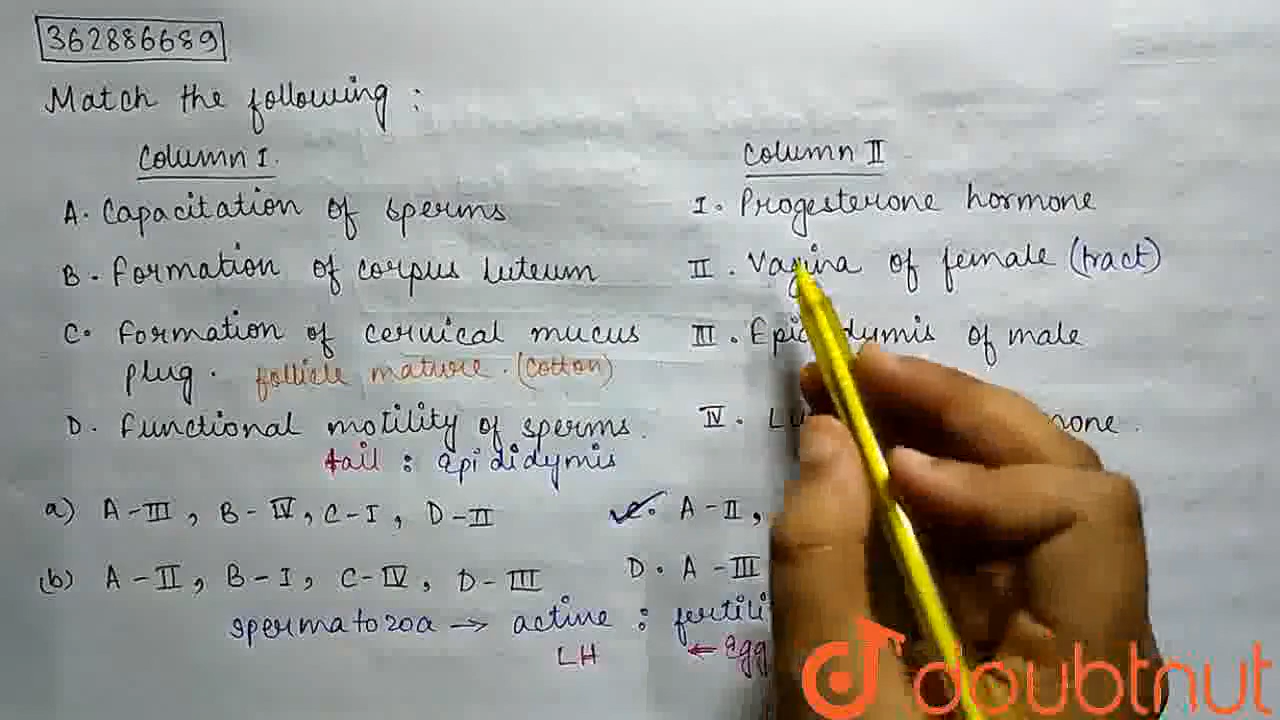 362886689
Match the following :
Column I.
Column II
A. Capacitation of sperms
I. Progesterone hormone
B. Formation of corpus luteum
II. Vagina of female (tract)
C. Formation of cervical mucus
plug. follicle mature. (cotton)
III. Epididymis of male
D. Functional motility of sperms.
IV.
tail : epididymis
a) A-III, B-IV, C-I, D-II
c. A-II,
(b) A-II, B-I, C-IV, D-III
D. A-III
spermatozoa → active :
LH
← egg
doubtnut